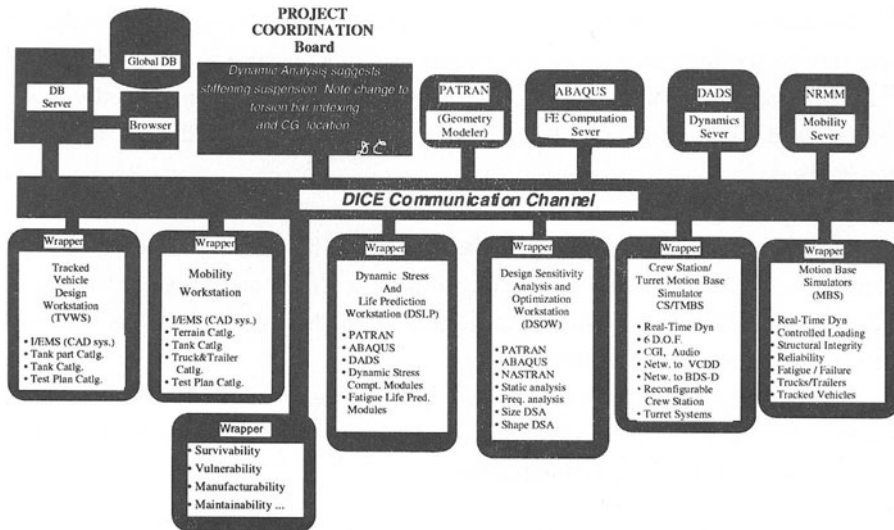 PROJECT
COORDINATION
Board
Global DB
DB
Server
Browser
Dynamic Analysis suggests
stiffening suspension. Note change to
torsion bar indexing
and CG location
PATRAN
(Geometry
Modeler)
ABAQUS
FE Computation
Sever
DADS
Dynamics
Sever
NRMM
Mobility
Sever
DICE Communication Channel
Wrapper
Tracked
Vehicle
Design
Workstation
(TVWS)
• I/EMS (CAD sys.)
• Tank part Catlg.
• Tank Catlg.
• Test Plan Catlg.
Wrapper
Mobility
Workstation
• I/EMS (CAD sys.)
• Terrain Catlg.
• Tank Catlg
• Truck&Trailer
Catlg.
• Test Plan Catlg.
Wrapper
• Survivability
• Vulnerability
• Manufacturability
• Maintainability ...
Wrapper
Dynamic Stress
And
Life Prediction
Workstation (DSLP)
• PATRAN
• ABAQUS
• DADS
• Dynamic Stress
Compt. Modules
• Fatigue Life Pred.
Modules
Wrapper
Design Sensitivity
Analysis and
Optimization
Workstation
(DSOW)
• PATRAN
• ABAQUS
• NASTRAN
• Static analysis
• Freq. analysis
• Size DSA
• Shape DSA
Wrapper
Crew Station/
Turret Motion Base
Simulator
CS/TMBS
• Real-Time Dyn
• 6 D.O.F.
• CGI, Audio
• Netw. to VCDD
• Netw. to BDS-D
• Reconfigurable
Crew Station
• Turret Systems
Wrapper
Motion Base
Simulators
(MBS)
• Real-Time Dyn
• Controlled Loading
• Structural Integrity
• Reliability
• Fatigue / Failure
• Trucks/Trailers
• Tracked Vehicles